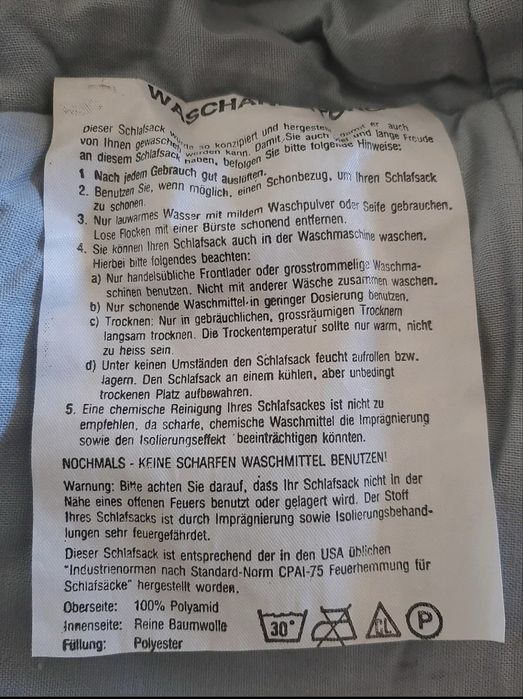 WASCHANLEITUNG
Dieser Schlafsack wurde so konzipiert und hergestellt, damit er auch
von Ihnen gewaschen werden kann. Damit Sie auch viel und lange Freude
an diesem Schlafsack haben, befolgen Sie bitte folgende Hinweise:
1 Nach jedem Gebrauch gut auslüften.
2. Benutzen Sie, wenn möglich, einen Schonbezug, um Ihren Schlafsack
zu schonen.
3. Nur lauwarmes Wasser mit mildem Waschpulver oder Seife gebrauchen.
Lose Flocken mit einer Bürste schonend entfernen.
4. Sie können Ihren Schlafsack auch in der Waschmaschine waschen.
Hierbei bitte folgendes beachten:
a) Nur handelsübliche Frontlader oder grosstrommelige Waschma-
schinen benutzen. Nicht mit anderer Wäsche zusammen waschen.
b) Nur schonende Waschmittel in geringer Dosierung benutzen.
c) Trocknen: Nur in gebräuchlichen, grossräumigen Trocknern
langsam trocknen. Die Trockentemperatur sollte nur warm, nicht
zu heiss sein.
d) Unter keinen Umständen den Schlafsack feucht aufrollen bzw.
lagern. Den Schlafsack an einem kühlen, aber unbedingt
trockenen Platz aufbewahren.
5. Eine chemische Reinigung Ihres Schlafsackes ist nicht zu
empfehlen, da scharfe, chemische Waschmittel die Imprägnierung
sowie den Isolierungseffekt beeinträchtigen könnten.
NOCHMALS - KEINE SCHARFEN WASCHMITTEL BENUTZEN!
Warnung: Bitte achten Sie darauf, dass Ihr Schlafsack nicht in der
Nähe eines offenen Feuers benutzt oder gelagert wird. Der Stoff
Ihres Schlafsacks ist durch Imprägnierung sowie Isolierungsbehand-
lungen sehr feuergefährdet.
Dieser Schlafsack ist entsprechend der in den USA üblichen
"Industrienormen nach Standard-Norm CPAI-75 Feuerhemmung für
Schlafsäcke" hergestellt worden.
Oberseite: 100% Polyamid
Innenseite: Reine Baumwolle
Füllung: Polyester
30° CL P